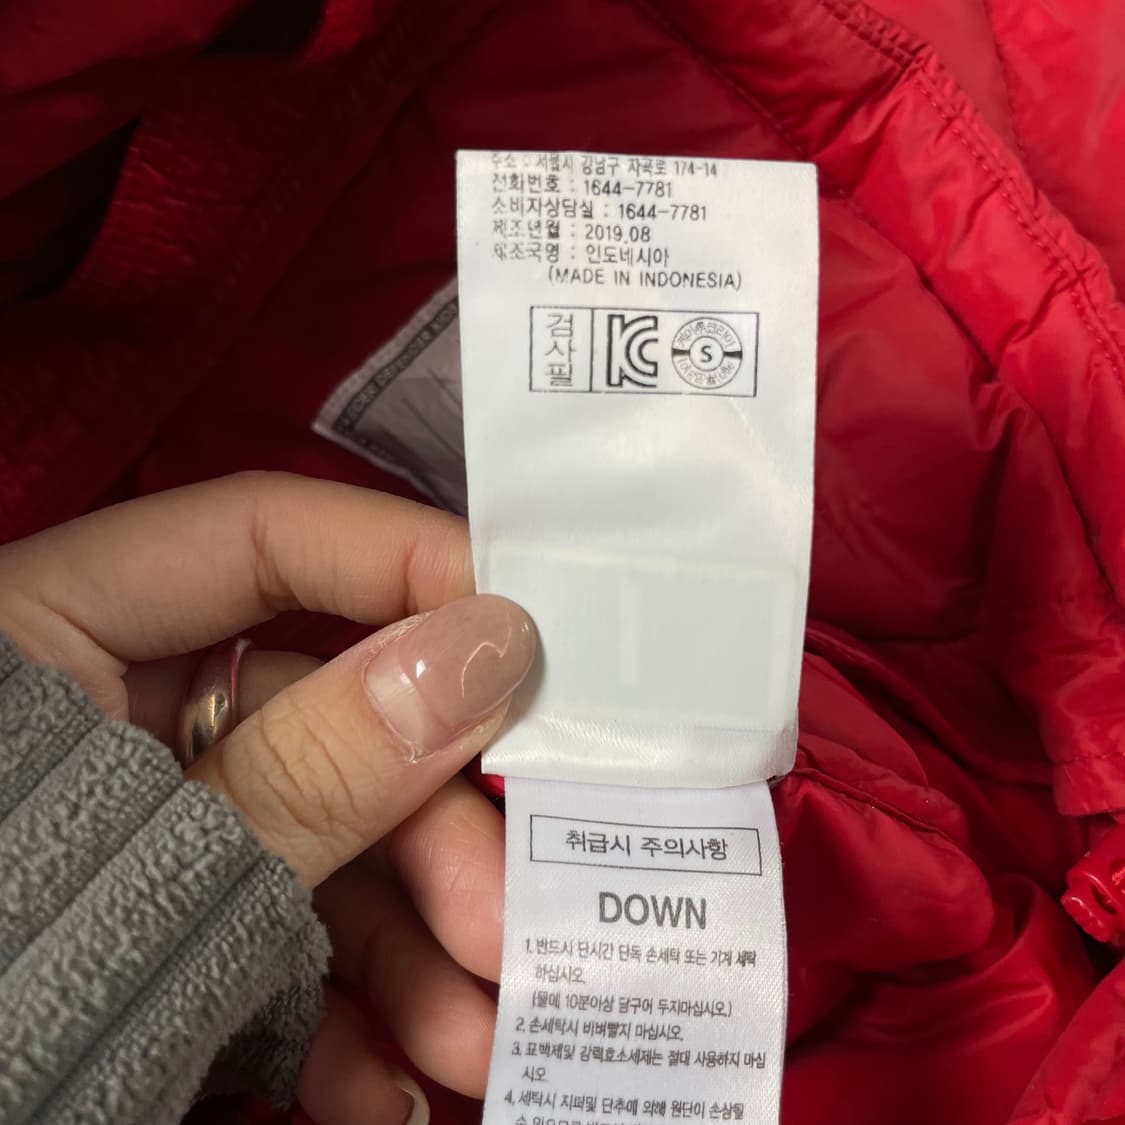 주소 : 서울시 강남구 자곡로 174-14
전화번호 : 1644-7781
소비자상담실 : 1644-7781
제조년월 : 2019.08
제조국명 : 인도네시아
(MADE IN INDONESIA)
검사필
KC
S
취급시 주의사항
DOWN
1. 반드시 단시간 단독 손세탁 또는 기계 세탁
하십시오.
(물에 10분이상 담구어 두지마십시오.)
2. 손세탁시 비벼빨지 마십시오.
3. 표백제및 강력효소세제는 절대 사용하지 마십
시오.
4. 세탁시 지퍼및 단추에 의해 원단이 손상될